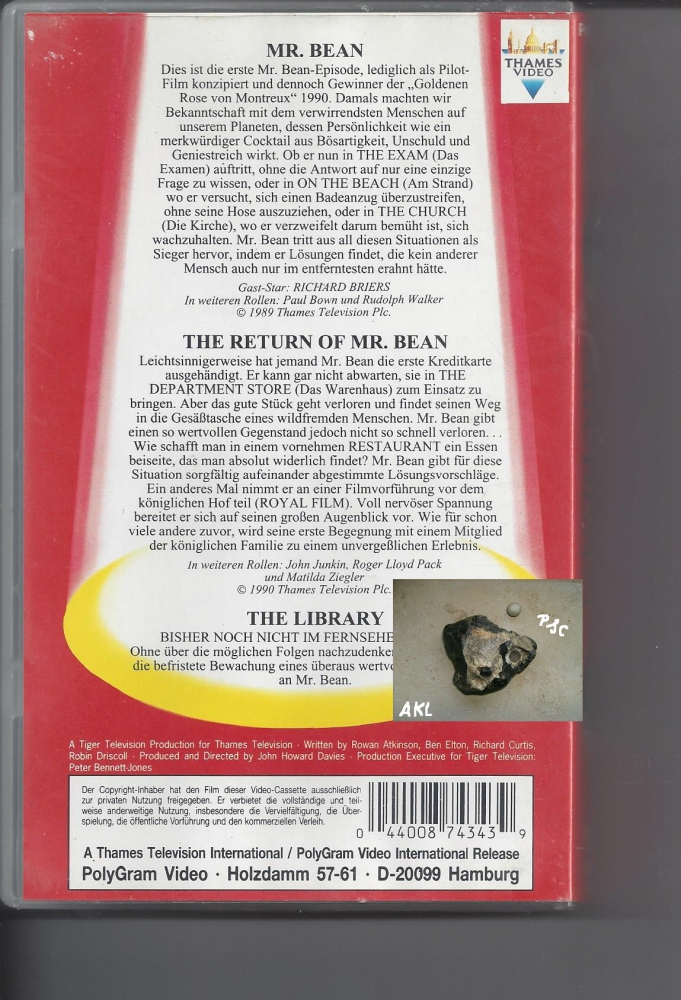 MR. BEAN
Dies ist die erste Mr. Bean-Episode, lediglich als Pilot-
Film konzipiert und dennoch Gewinner der „Goldenen
Rose von Montreux“ 1990. Damals machten wir
Bekanntschaft mit dem verwirrendsten Menschen auf
unserem Planeten, dessen Persönlichkeit wie ein
merkwürdiger Cocktail aus Bösartigkeit, Unschuld und
Geniestreich wirkt. Ob er nun in THE EXAM (Das
Examen) auftritt, ohne die Antwort auf nur eine einzige
Frage zu wissen, oder in ON THE BEACH (Am Strand)
wo er versucht, sich einen Badeanzug überzustreifen,
ohne seine Hose auszuziehen, oder in THE CHURCH
(Die Kirche), wo er verzweifelt darum bemüht ist, sich
wachzuhalten. Mr. Bean tritt aus all diesen Situationen als
Sieger hervor, indem er Lösungen findet, die kein anderer
Mensch auch nur im entferntesten erahnt hätte.
Gast-Star: RICHARD BRIERS
In weiteren Rollen: Paul Bown und Rudolph Walker
© 1989 Thames Television Plc.
THE RETURN OF MR. BEAN
Leichtsinnigerweise hat jemand Mr. Bean die erste Kreditkarte
ausgehändigt. Er kann gar nicht abwarten, sie in THE
DEPARTMENT STORE (Das Warenhaus) zum Einsatz zu
bringen. Aber das gute Stück geht verloren und findet seinen Weg
in die Gesäßtasche eines wildfremden Menschen. Mr. Bean gibt
einen so wertvollen Gegenstand jedoch nicht so schnell verloren. . .
Wie schafft man in einem vornehmen RESTAURANT ein Essen
beiseite, das man absolut widerlich findet? Mr. Bean gibt für diese
Situation sorgfältig aufeinander abgestimmte Lösungsvorschläge.
Ein anderes Mal nimmt er an einer Filmvorführung vor dem
königlichen Hof teil (ROYAL FILM). Voll nervöser Spannung
bereitet er sich auf seinen großen Augenblick vor. Wie für schon
viele andere zuvor, wird seine erste Begegnung mit einem Mitglied
der königlichen Familie zu einem unvergeßlichen Erlebnis.
In weiteren Rollen: John Junkin, Roger Lloyd Pack
und Matilda Ziegler
© 1990 Thames Television Plc.
THE LIBRARY
BISHER NOCH NICHT IM FERNSEHE
Ohne über die möglichen Folgen nachzudenken
die befristete Bewachung eines überaus wertvo
an Mr. Bean.
THAMES
VIDEO
PSC
AKL
A Tiger Television Production for Thames Television · Written by Rowan Atkinson, Ben Elton, Richard Curtis,
Robin Driscoll · Produced and Directed by John Howard Davies · Production Executive for Tiger Television:
Peter Bennett-Jones
Der Copyright-Inhaber hat den Film dieser Video-Cassette ausschließlich
zur privaten Nutzung freigegeben. Er verbietet die vollständige und teil-
weise anderweitige Nutzung, insbesondere die Vervielfältigung, die Über-
spielung, die öffentliche Vorführung und den kommerziellen Verleih.
0 44008 74343 9
A Thames Television International / PolyGram Video International Release
PolyGram Video · Holzdamm 57-61 · D-20099 Hamburg